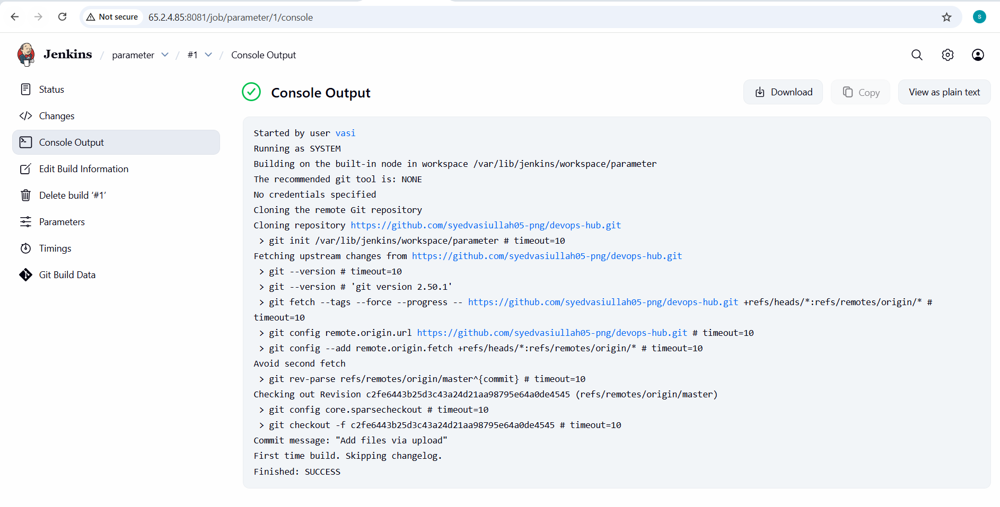 Not secure 65.2.4.85:8081/job/parameter/1/console
S
Jenkins / parameter / #1 / Console Output
Status
Changes
Console Output
Edit Build Information
Delete build ‘#1’
Parameters
Timings
Git Build Data
Console Output
Download
Copy
View as plain text
Started by user vasi
Running as SYSTEM
Building on the built-in node in workspace /var/lib/jenkins/workspace/parameter
The recommended git tool is: NONE
No credentials specified
Cloning the remote Git repository
Cloning repository https://github.com/syedvasiullah05-png/devops-hub.git
> git init /var/lib/jenkins/workspace/parameter # timeout=10
Fetching upstream changes from https://github.com/syedvasiullah05-png/devops-hub.git
> git --version # timeout=10
> git --version # 'git version 2.50.1'
> git fetch --tags --force --progress -- https://github.com/syedvasiullah05-png/devops-hub.git +refs/heads/*:refs/remotes/origin/* #
timeout=10
> git config remote.origin.url https://github.com/syedvasiullah05-png/devops-hub.git # timeout=10
> git config --add remote.origin.fetch +refs/heads/*:refs/remotes/origin/* # timeout=10
Avoid second fetch
> git rev-parse refs/remotes/origin/master^{commit} # timeout=10
Checking out Revision c2fe6443b25d3c43a24d21aa98795e64a0de4545 (refs/remotes/origin/master)
> git config core.sparsecheckout # timeout=10
> git checkout -f c2fe6443b25d3c43a24d21aa98795e64a0de4545 # timeout=10
Commit message: "Add files via upload"
First time build. Skipping changelog.
Finished: SUCCESS